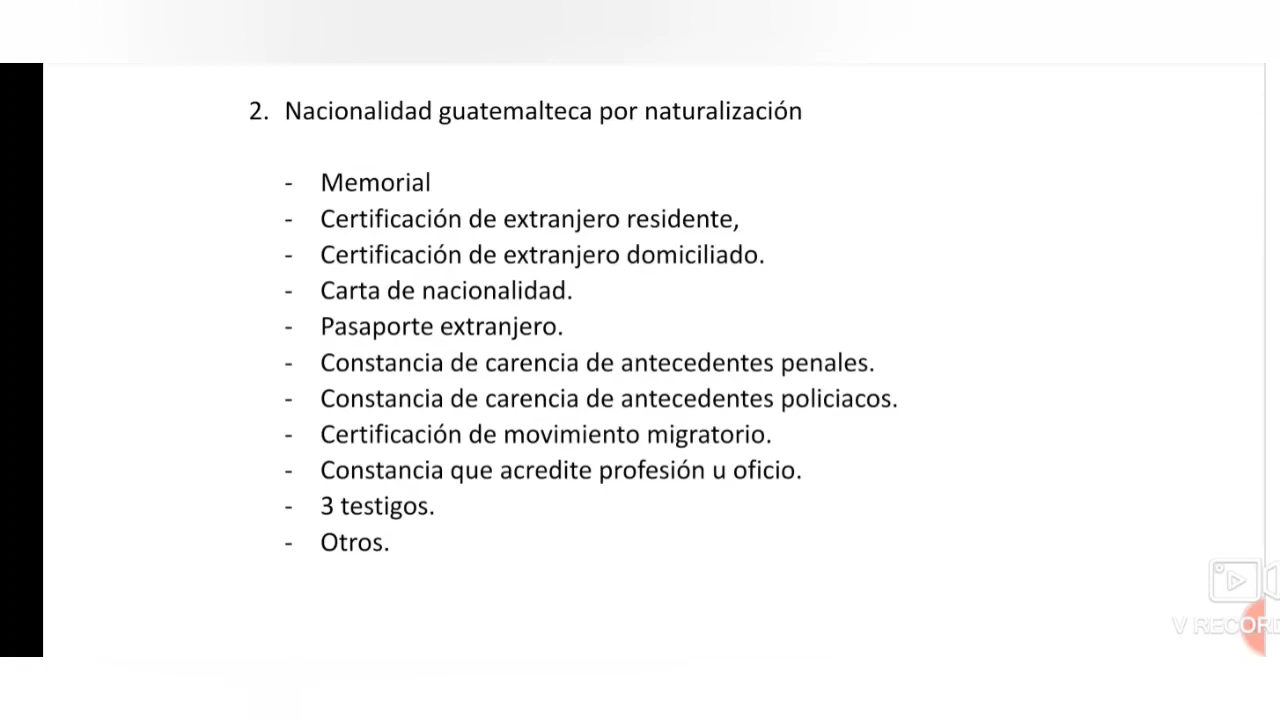 2. Nacionalidad guatemalteca por naturalización
- Memorial
- Certificación de extranjero residente,
- Certificación de extranjero domiciliado.
- Carta de nacionalidad.
- Pasaporte extranjero.
- Constancia de carencia de antecedentes penales.
- Constancia de carencia de antecedentes policiacos.
- Certificación de movimiento migratorio.
- Constancia que acredite profesión u oficio.
- 3 testigos.
- Otros.
V RECORD